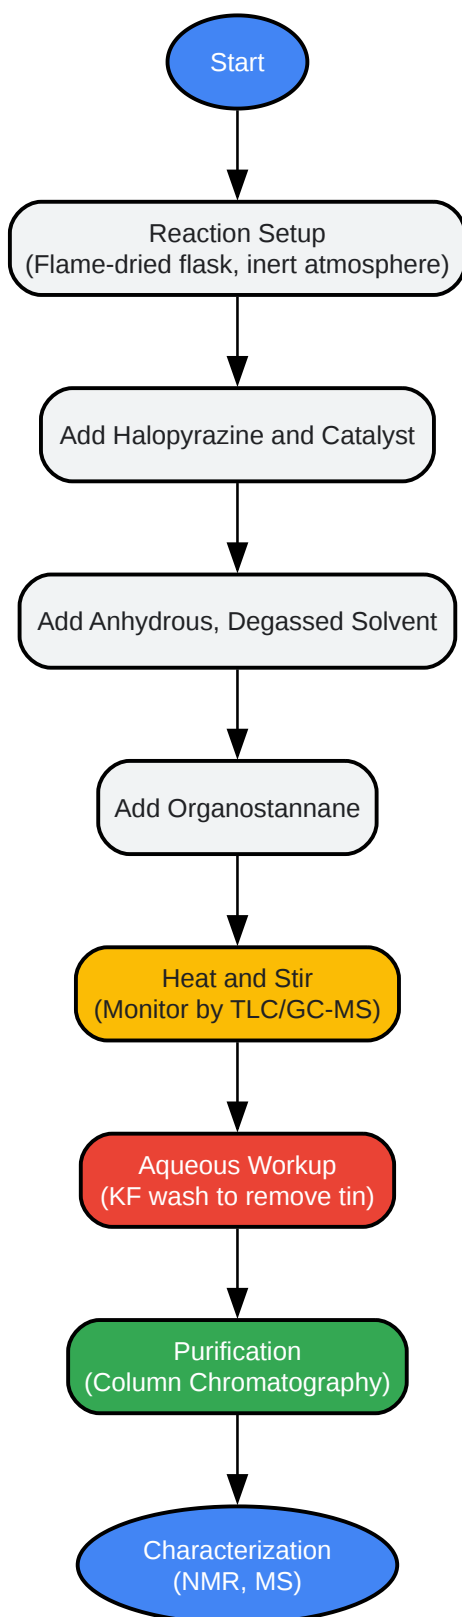 Start
Reaction Setup
(Flame-dried flask, inert atmosphere)
Add Halopyrazine and Catalyst
Add Anhydrous, Degassed Solvent
Add Organostannane
Heat and Stir
(Monitor by TLC/GC-MS)
Aqueous Workup
(KF wash to remove tin)
Purification
(Column Chromatography)
Characterization
(NMR, MS)